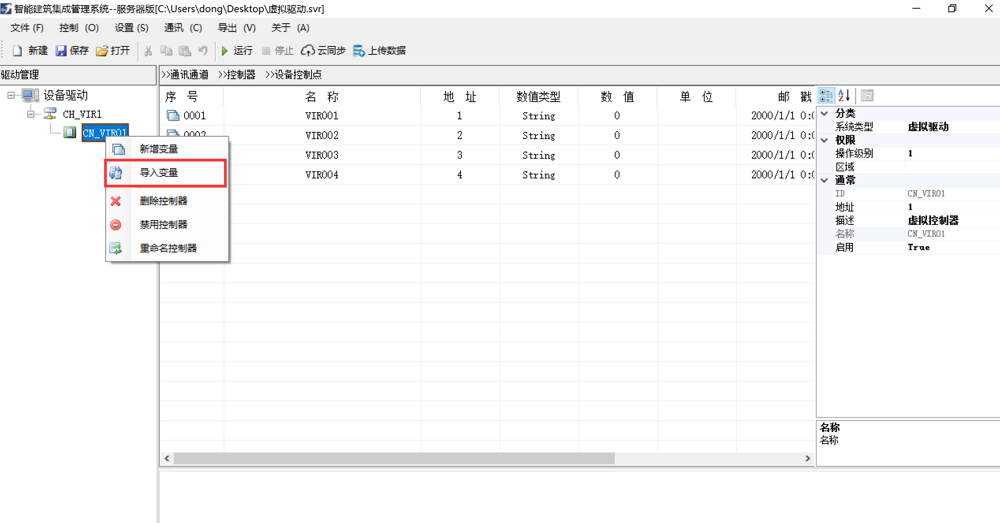 智能建筑集成管理系统--服务器版[C:\Users\dong\Desktop\虚拟驱动.svr]
文件 (F) 控制 (O) 设置 (S) 通讯 (C) 导出 (V) 关于 (A)
新建 保存 打开 运行 停止 云同步 上传数据
驱动管理
>>通讯通道 >>控制器 >>设备控制点
设备驱动
CH_VIR1
CN_VIR01
新增变量
导入变量
删除控制器
禁用控制器
重命名控制器
序 号 名 称 地 址 数值类型 数 值 单 位 邮 戳
0001 VIR001 1 String 0 2000/1/1 0:0
0002 VIR002 2 String 0 2000/1/1 0:0
VIR003 3 String 0 2000/1/1 0:0
VIR004 4 String 0 2000/1/1 0:0
分类
系统类型 虚拟驱动
权限
操作级别 1
区域
通常
ID CN_VIR01
地址 1
描述 虚拟控制器
名称 CN_VIR01
启用 True
名称
名称